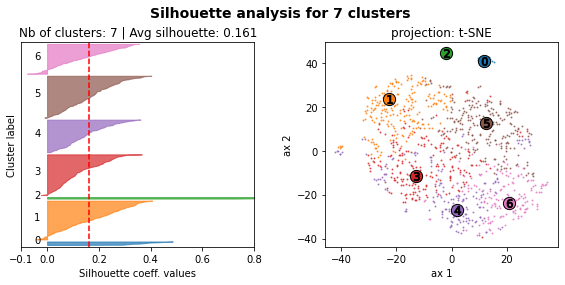 Silhouette analysis for 7 clusters
Nb of clusters: 7 | Avg silhouette: 0.161
Cluster label
6
5
4
3
2
1
0
−0.1 0.0 0.2 0.4 0.6 0.8
Silhouette coeff. values
projection: t-SNE
ax 2
40
20
0
−20
−40
2
0
1
5
3
4
6
−40 −20 0 20
ax 1